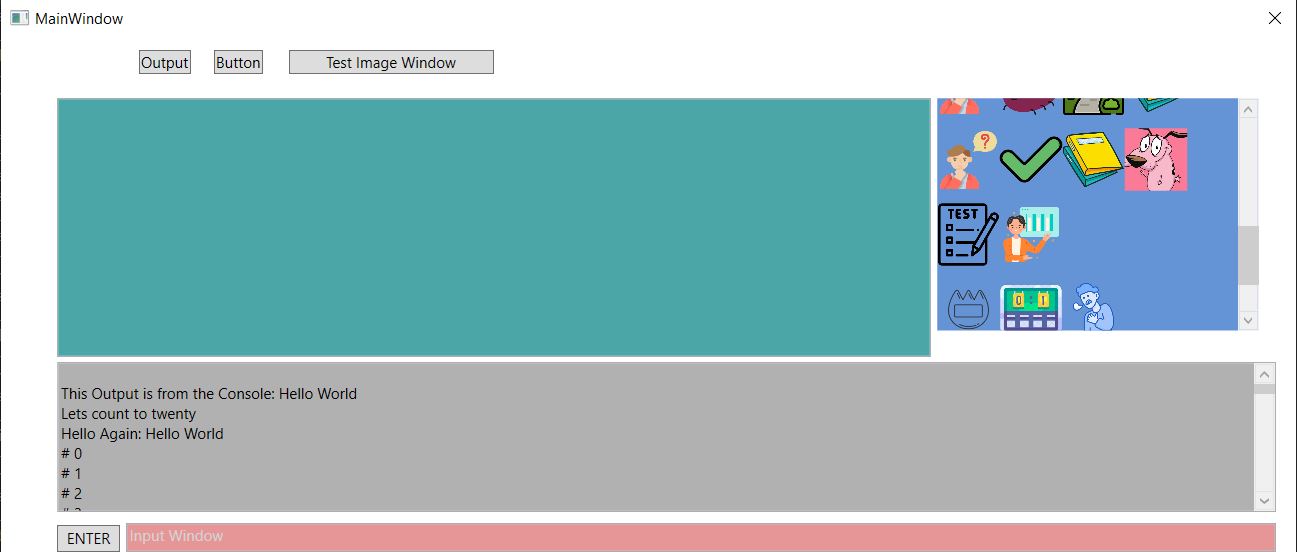 MainWindow
Output
Button
Test Image Window
?
TEST
0 : 1
This Output is from the Console: Hello World
Lets count to twenty
Hello Again: Hello World
# 0
# 1
# 2
ENTER
Input Window